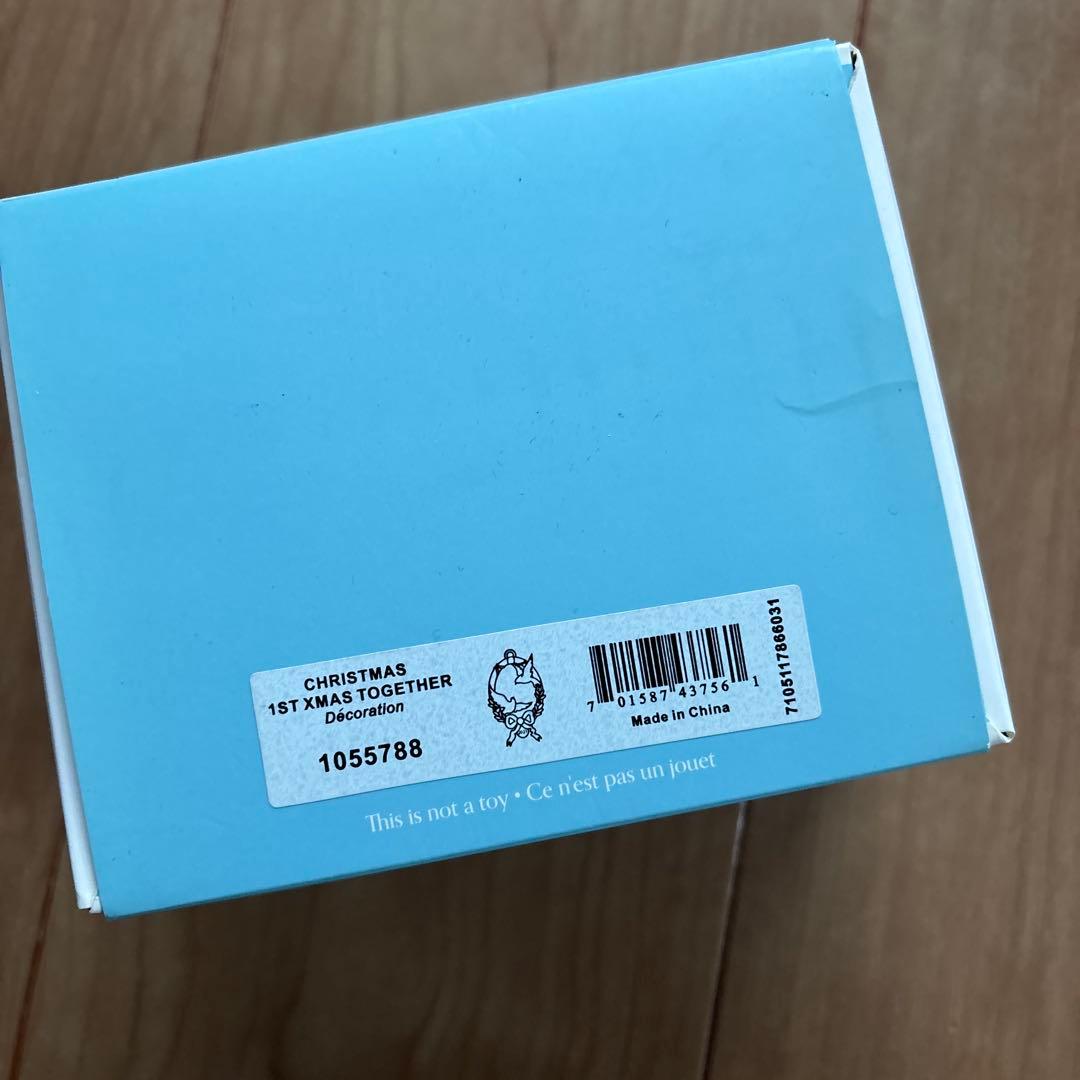 CHRISTMAS
1ST XMAS TOGETHER
Décoration
1055788
7 01587 43756 1
Made in China
7105117866031
This is not a toy • Ce n'est pas un jouet